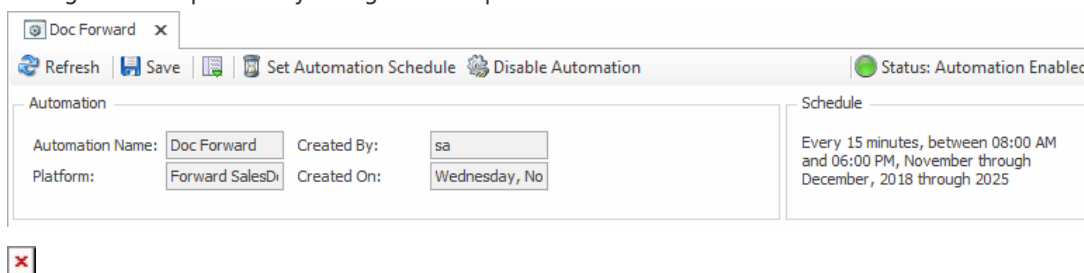 Doc Forward
Refresh Save Set Automation Schedule Disable Automation Status: Automation Enabled
Automation
Automation Name: Doc Forward Created By: sa
Platform: Forward SalesD Created On: Wednesday, No
Schedule
Every 15 minutes, between 08:00 AM
and 06:00 PM, November through
December, 2018 through 2025